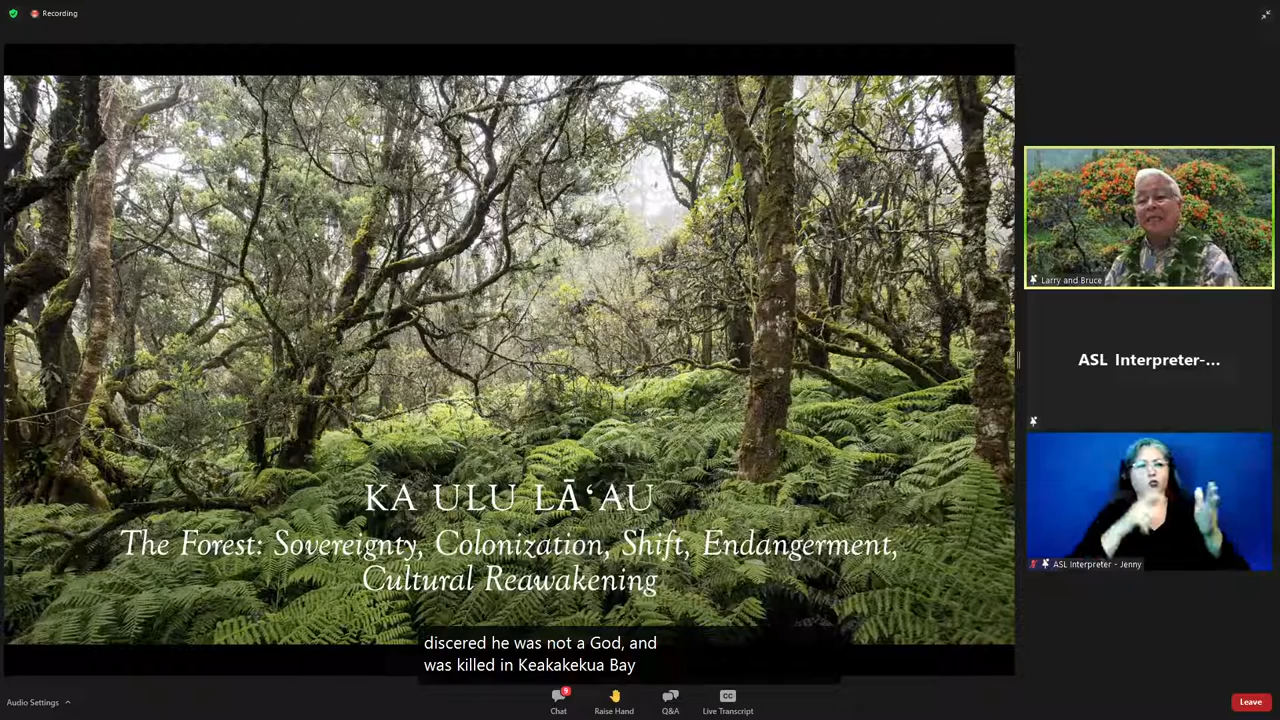 Recording
KA ULU LĀʻAU
The Forest: Sovereignty, Colonization, Shift, Endangerment,
Cultural Reawakening
discered he was not a God, and
was killed in Keakakekua Bay
Larry and Bruce
ASL Interpreter-...
ASL Interpreter - Jenny
Audio Settings
9
Chat
Raise Hand
Q&A
CC
Live Transcript
Leave